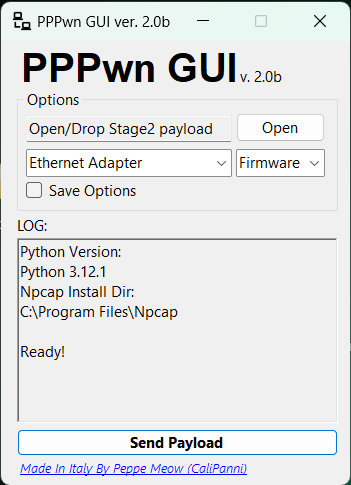 PPPwn GUI ver. 2.0b
PPPwn GUI v. 2.0b
Options
Open/Drop Stage2 payload Open
Ethernet Adapter Firmware
Save Options
LOG:
Python Version:
Python 3.12.1
Npcap Install Dir:
C:\Program Files\Npcap
Ready!
Send Payload
Made In Italy By Peppe Meow (CaliPanni)